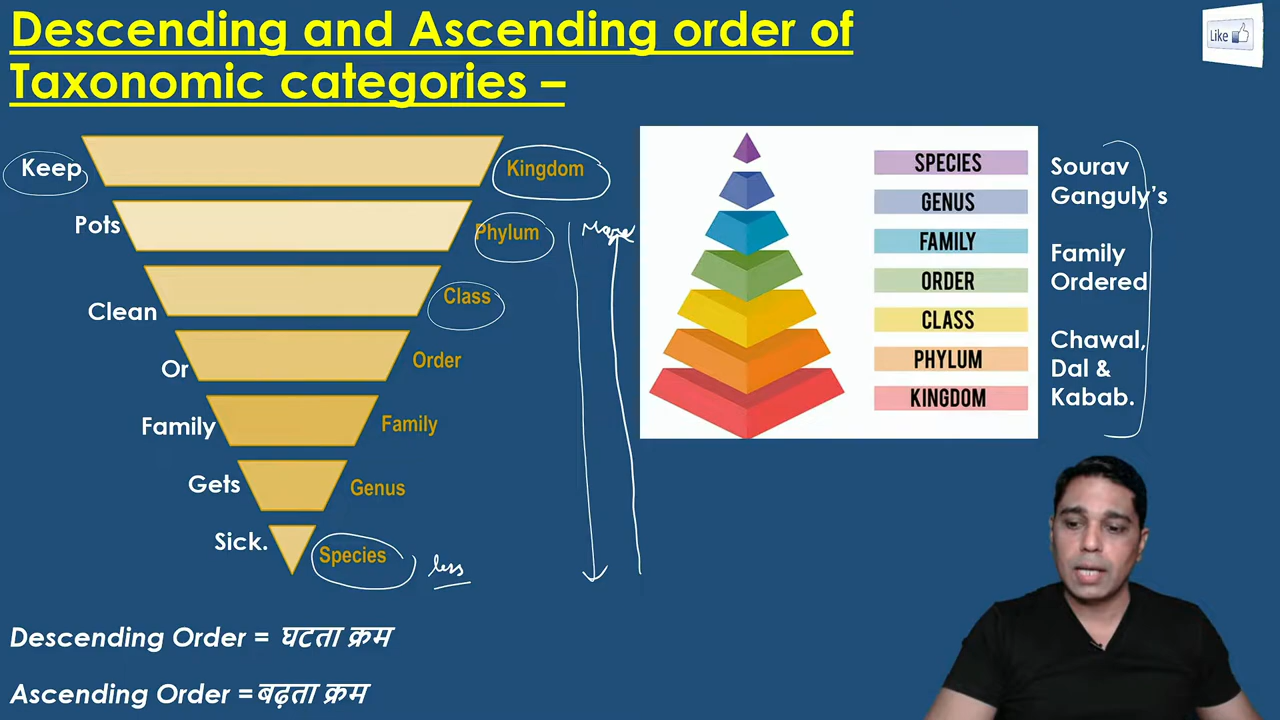 Descending and Ascending order of
Taxonomic categories –
Like
Keep Kingdom
Pots Phylum
Clean Class
Or Order
Family Family
Gets Genus
Sick. Species
less
SPECIES
GENUS
FAMILY
ORDER
CLASS
PHYLUM
KINGDOM
Sourav
Ganguly's
Family
Ordered
Chawal,
Dal &
Kabab.
Descending Order = घटता क्रम
Ascending Order =बढ़ता क्रम